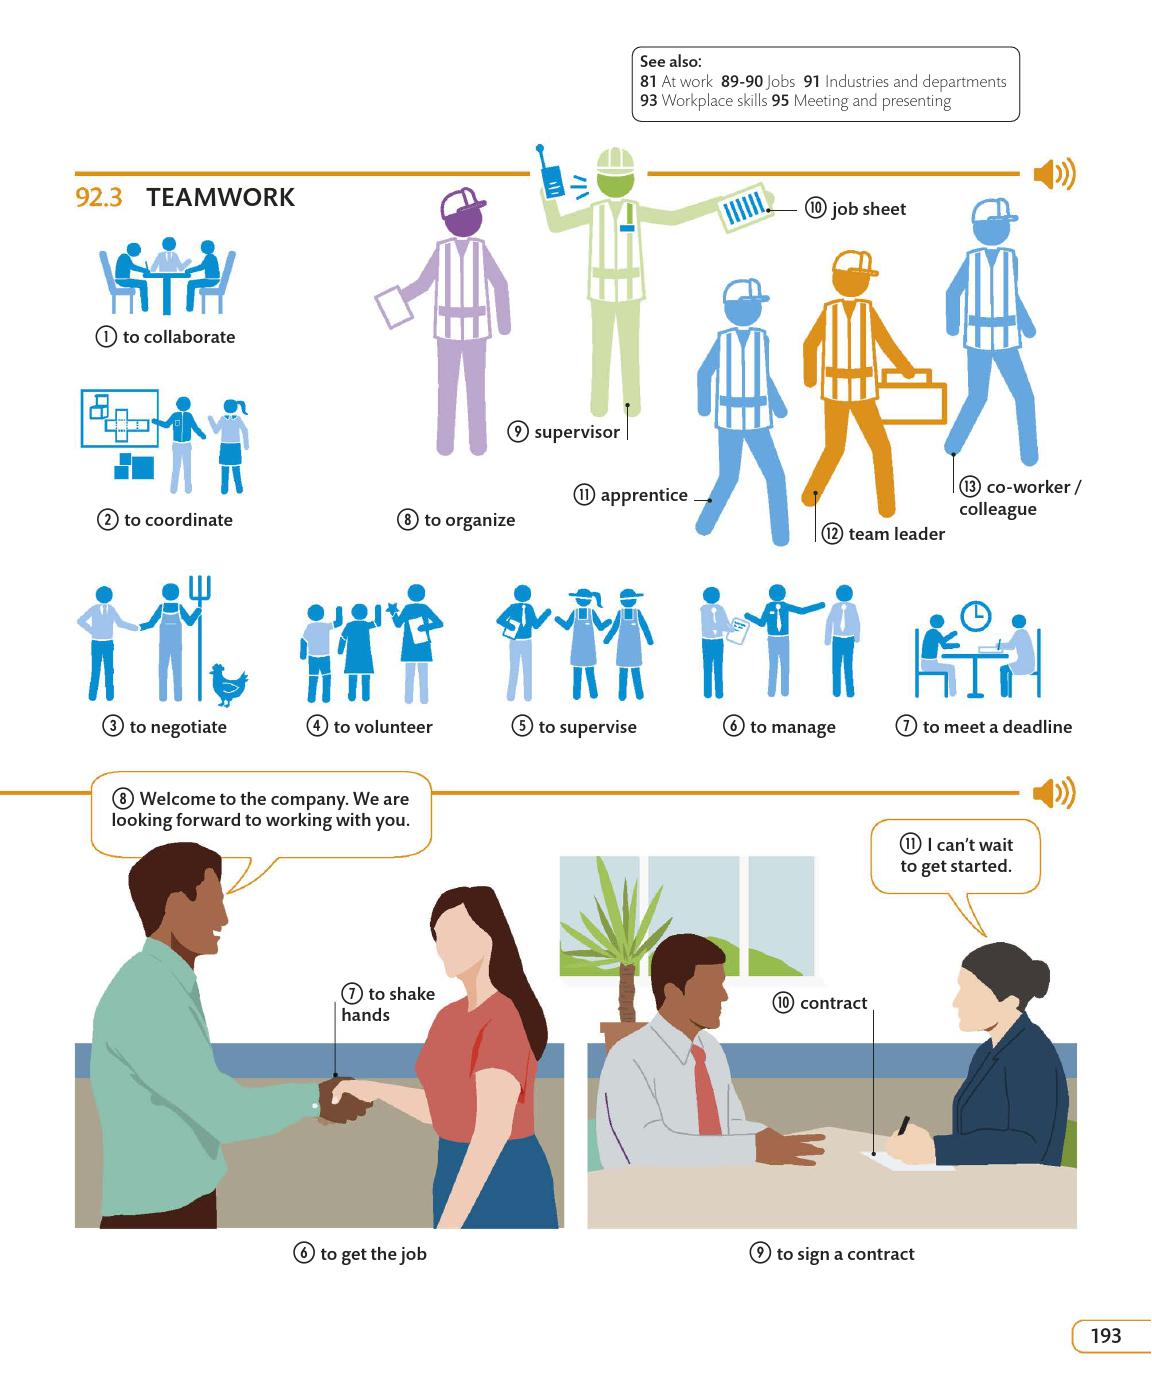 See also:
81 At work 89-90 Jobs 91 Industries and departments
93 Workplace skills 95 Meeting and presenting
92.3 TEAMWORK
⑩ job sheet
① to collaborate
⑨ supervisor
⑪ apprentice
⑬ co-worker /
colleague
② to coordinate
⑧ to organize
⑫ team leader
③ to negotiate
④ to volunteer
⑤ to supervise
⑥ to manage
⑦ to meet a deadline
⑧ Welcome to the company. We are
looking forward to working with you.
⑪ I can't wait
to get started.
⑦ to shake
hands
⑩ contract
⑥ to get the job
⑨ to sign a contract
193